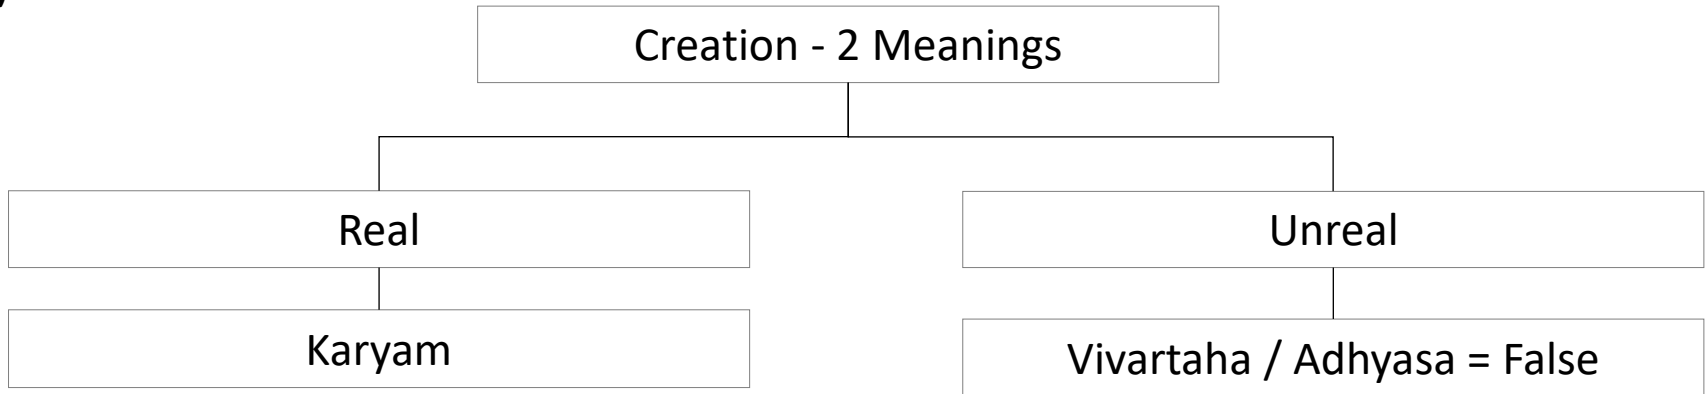 Creation - 2 Meanings
Real
Unreal
Karyam
Vivartaha / Adhyasa = False